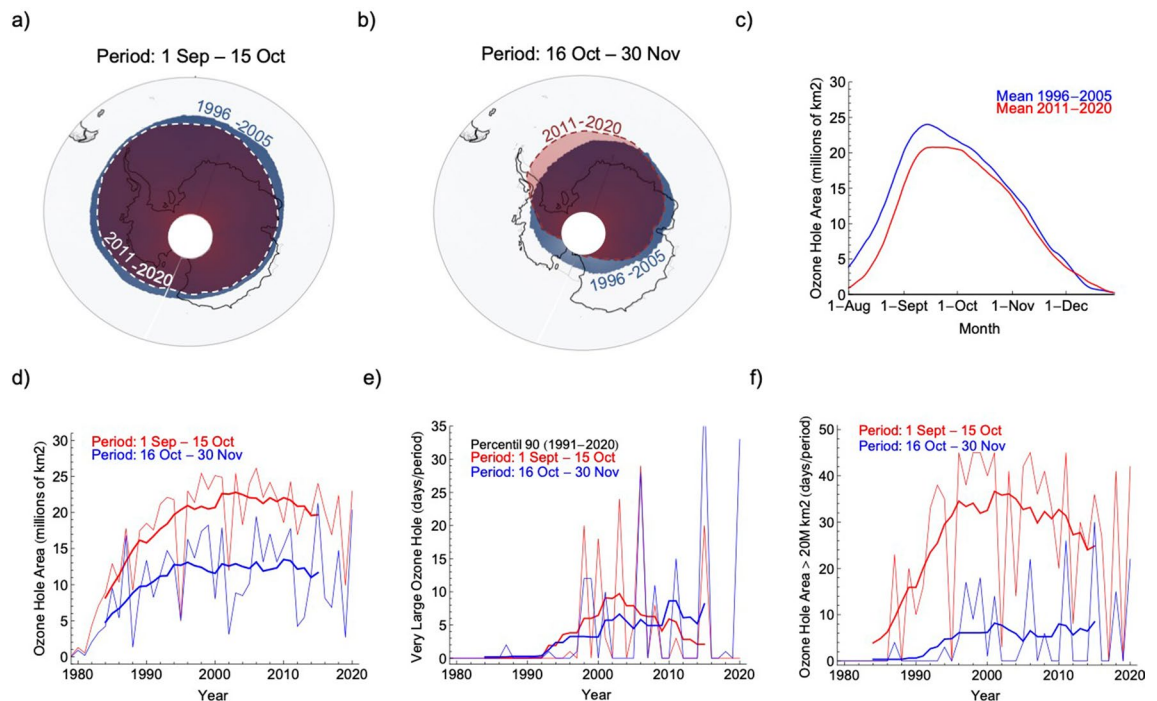 a)
b)
c)
Period: 1 Sep – 15 Oct
Period: 16 Oct – 30 Nov
1996 -2005
2011-2020
2011-2020
1996 -2005
Ozone Hole Area (millions of km2)
35
30
25
20
15
10
5
0
Mean 1996–2005
Mean 2011–2020
1–Aug 1–Sept 1–Oct 1–Nov 1–Dec
Month
d)
e)
f)
Ozone Hole Area (millions of km2)
30
25
20
15
10
5
0
Period: 1 Sep – 15 Oct
Period: 16 Oct – 30 Nov
1980 1990 2000 2010 2020
Year
Very Large Ozone Hole (days/period)
35
30
25
20
15
10
5
0
Percentil 90 (1991–2020)
Period: 1 Sept – 15 Oct
Period: 16 Oct – 30 Nov
1980 1990 2000 2010 2020
Year
Ozone Hole Area > 20M km2 (days/period)
50
40
30
20
10
0
Period: 1 Sept – 15 Oct
Period: 16 Oct – 30 Nov
1980 1990 2000 2010 2020
Year